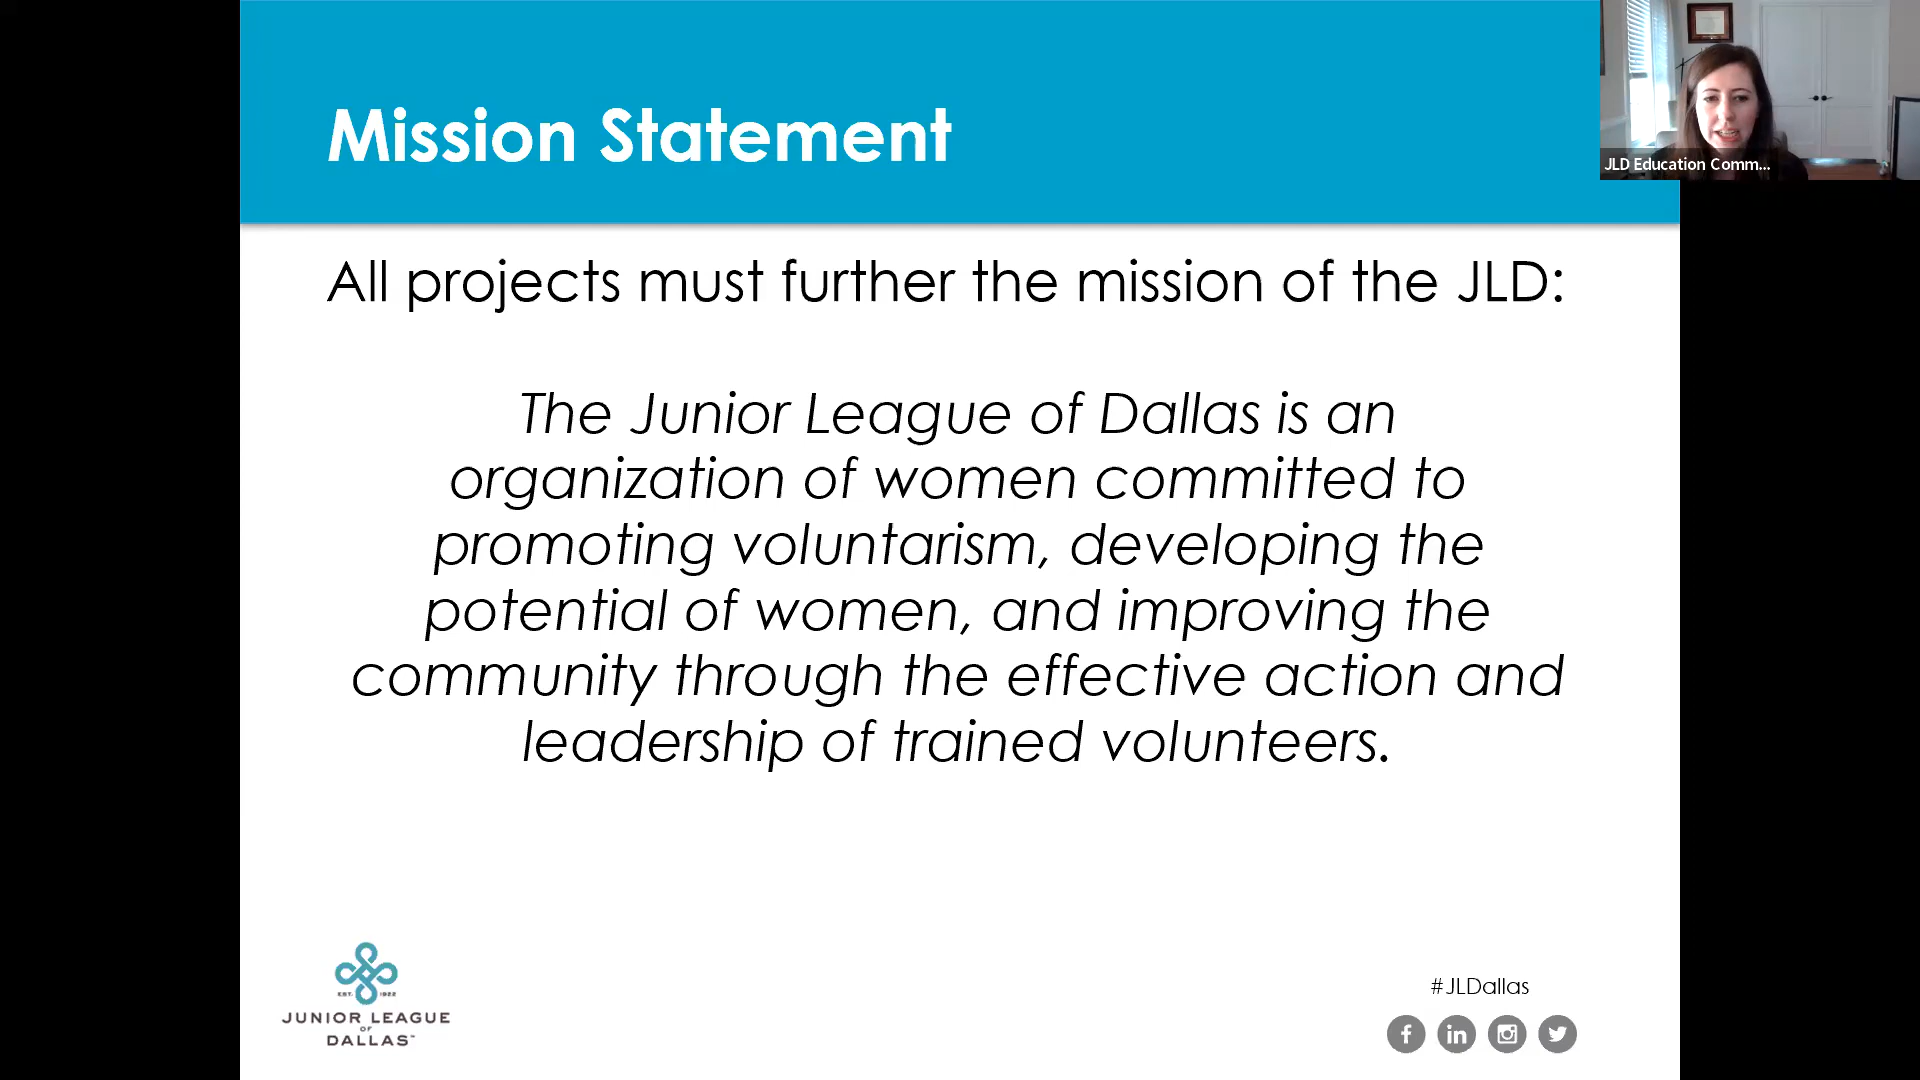 Mission Statement
JLD Education Comm...
All projects must further the mission of the JLD:
The Junior League of Dallas is an
organization of women committed to
promoting voluntarism, developing the
potential of women, and improving the
community through the effective action and
leadership of trained volunteers.
EST. 1922
JUNIOR LEAGUE
OF
DALLAS
#JLDallas